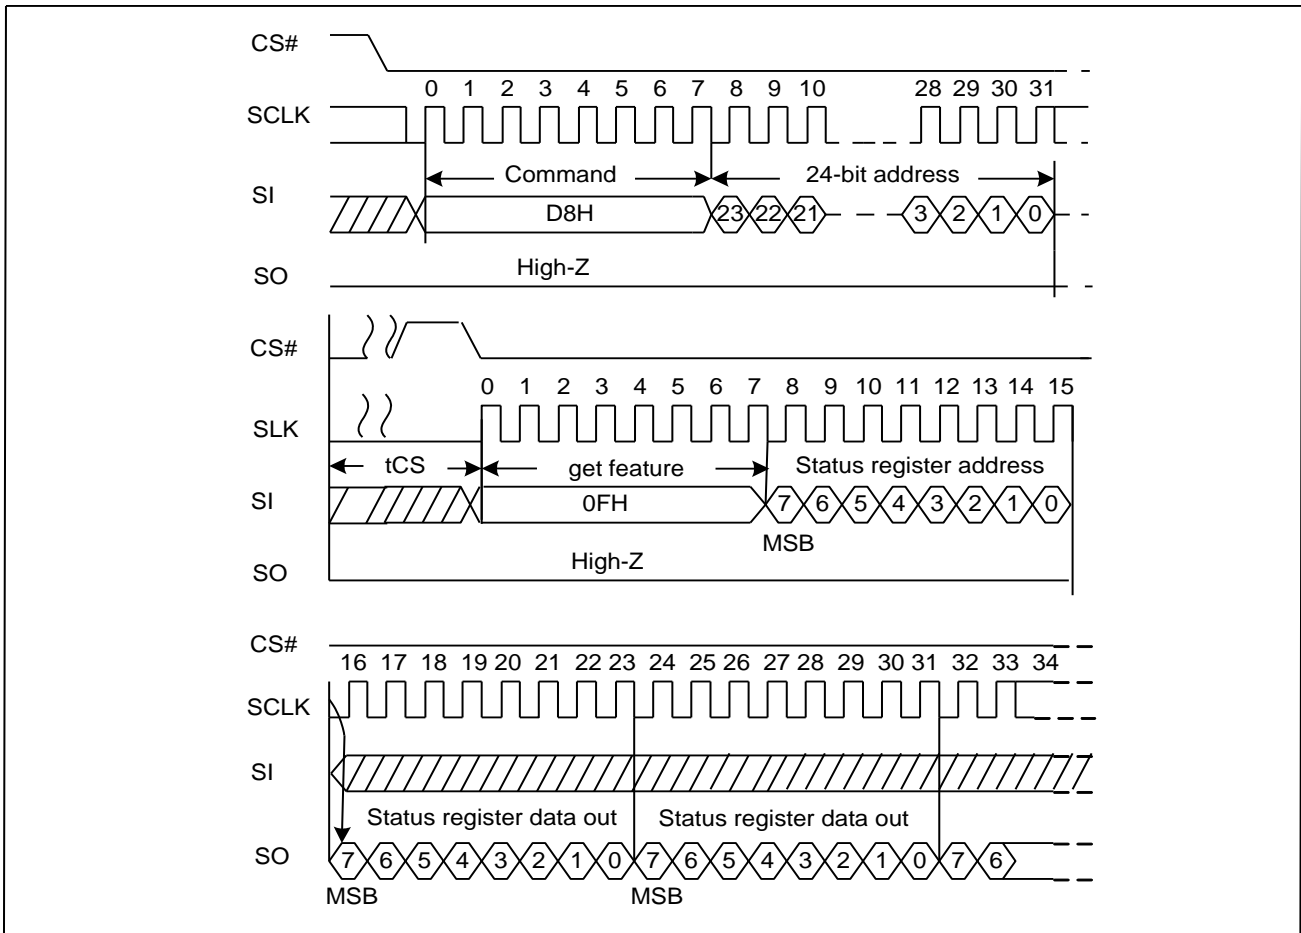 CS#
0 1 2 3 4 5 6 7 8 9 10 28 29 30 31
SCLK
Command 24-bit address
SI
D8H 23 22 21 3 2 1 0
High-Z
SO
CS#
0 1 2 3 4 5 6 7 8 9 10 11 12 13 14 15
SLK
tCS get feature Status register address
SI 0FH 7 6 5 4 3 2 1 0
MSB
High-Z
SO
CS#
16 17 18 19 20 21 22 23 24 25 26 27 28 29 30 31 32 33 34
SCLK
SI
Status register data out Status register data out
SO 7 6 5 4 3 2 1 0 7 6 5 4 3 2 1 0 7 6
MSB MSB